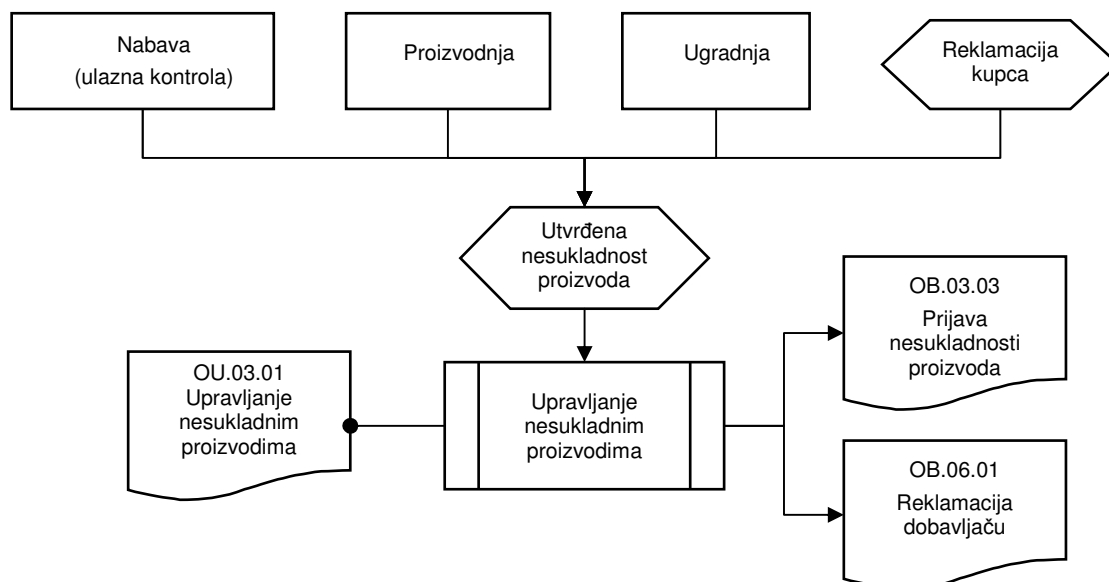 Nabava
(ulazna kontrola)
Proizvodnja
Ugradnja
Reklamacija
kupca
Utvrđena
nesukladnost
proizvoda
OB.03.03
Prijava
nesukladnosti
proizvoda
OU.03.01
Upravljanje
nesukladnim
proizvodima
Upravljanje
nesukladnim
proizvodima
OB.06.01
Reklamacija
dobavljaču